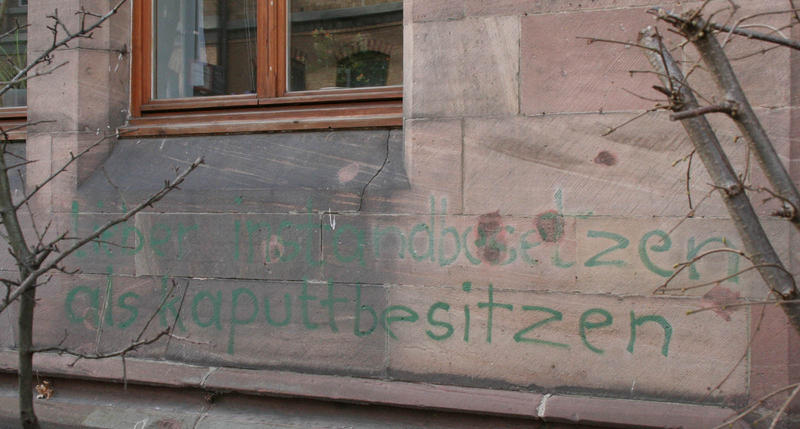 Lieber instandbesetzen
als kaputtbesitzen